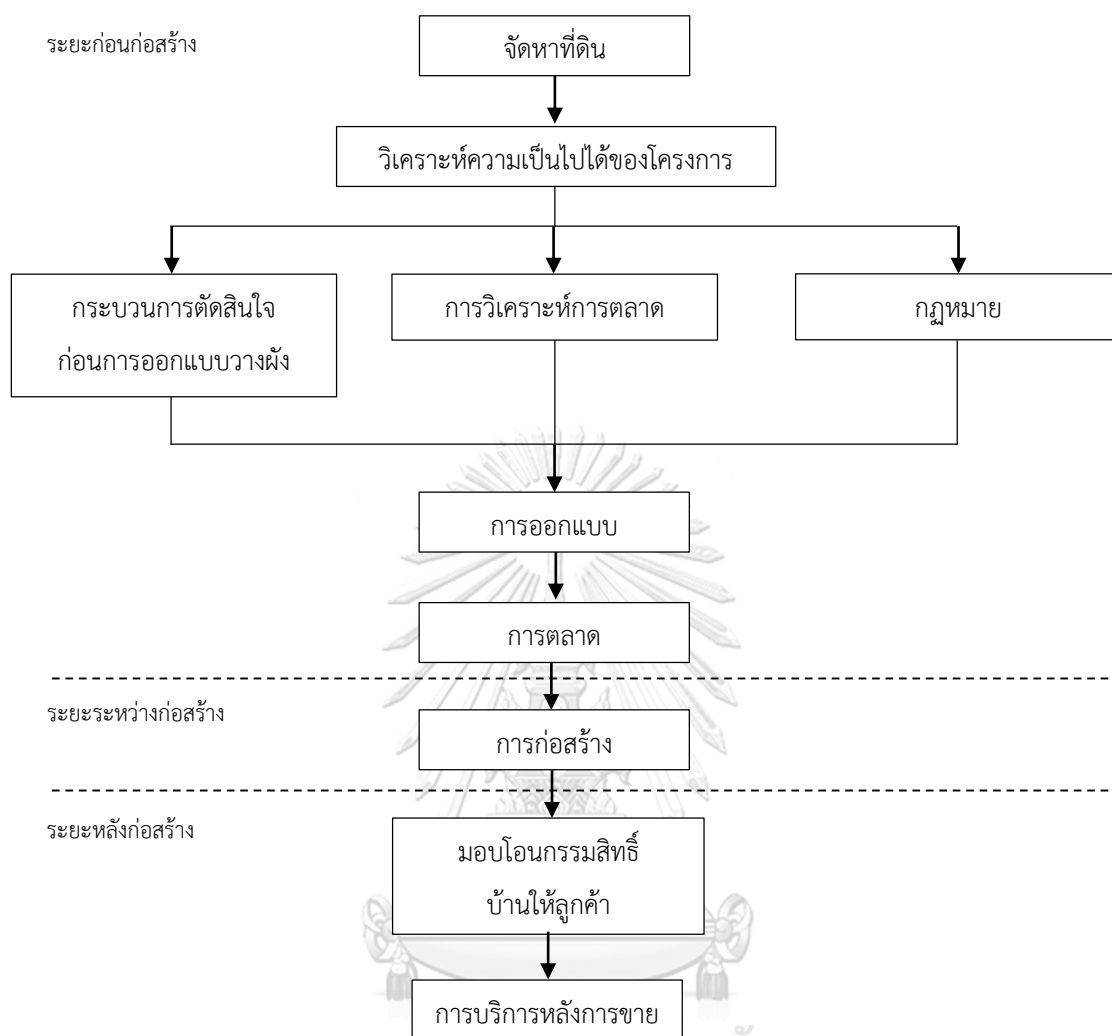 ระยะก่อนก่อสร้าง
จัดหาที่ดิน
วิเคราะห์ความเป็นไปได้ของโครงการ
กระบวนการตัดสินใจ
ก่อนการออกแบบวางผัง
การวิเคราะห์การตลาด
กฎหมาย
การออกแบบ
การตลาด
ระยะระหว่างก่อสร้าง
การก่อสร้าง
ระยะหลังก่อสร้าง
มอบโอนกรรมสิทธิ์
บ้านให้ลูกค้า
การบริการหลังการขาย